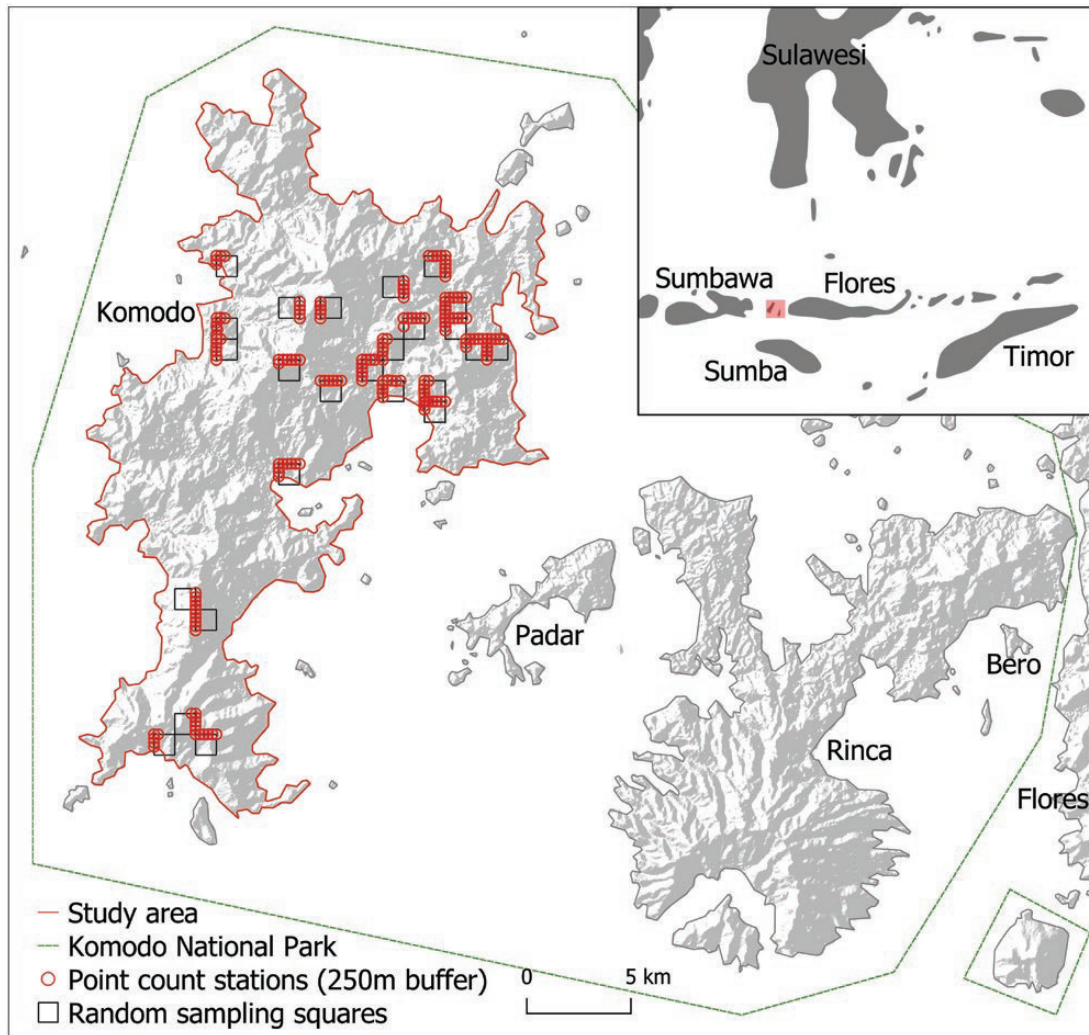 Sulawesi
Sumbawa
Flores
Sumba
Timor
Komodo
Padar
Bero
Rinca
Flores
Study area
Komodo National Park
Point count stations (250m buffer)
Random sampling squares
0 5 km